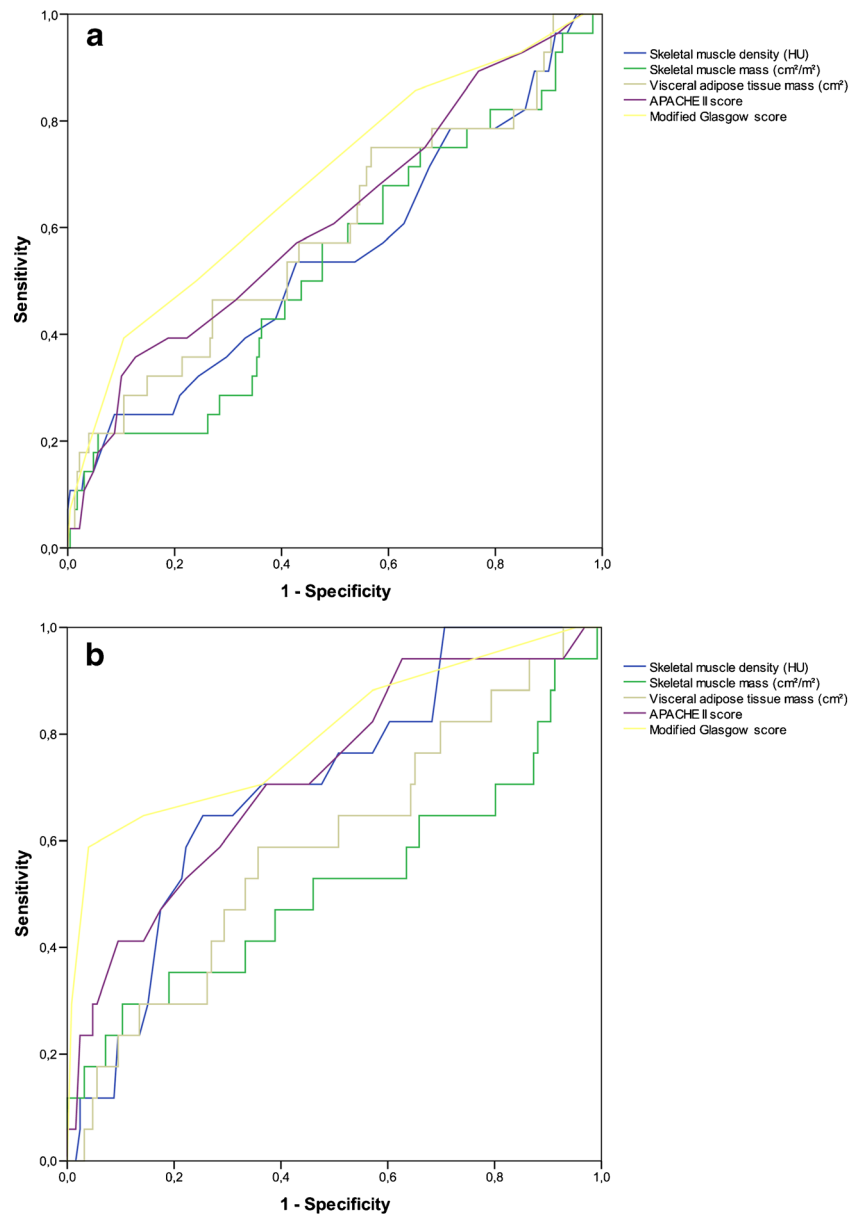 a
Skeletal muscle density (HU)
Skeletal muscle mass (cm²/m²)
Visceral adipose tissue mass (cm²)
APACHE II score
Modified Glasgow score
1,0
0,8
0,6
0,4
0,2
0,0
Sensitivity
0,0 0,2 0,4 0,6 0,8 1,0
1 - Specificity
b
Skeletal muscle density (HU)
Skeletal muscle mass (cm²/m²)
Visceral adipose tissue mass (cm²)
APACHE II score
Modified Glasgow score
1,0
0,8
0,6
0,4
0,2
0,0
Sensitivity
0,0 0,2 0,4 0,6 0,8 1,0
1 - Specificity